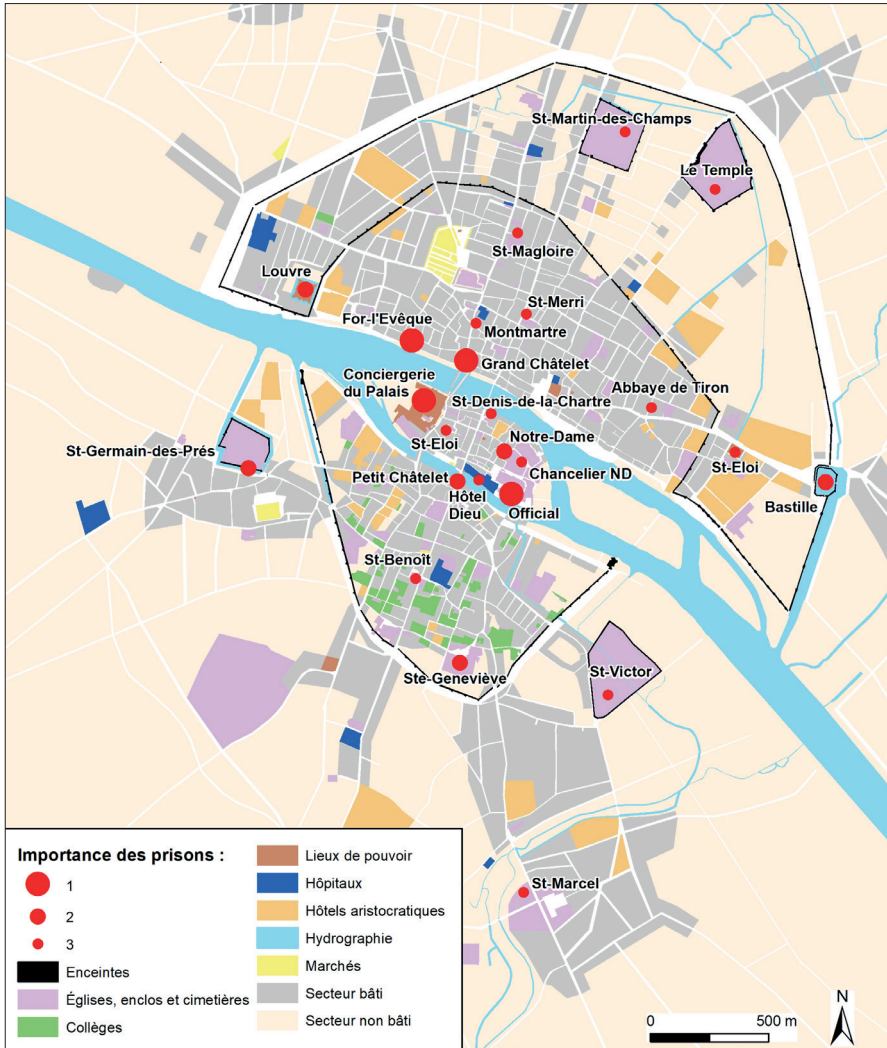 St-Martin-des-Champs
Le Temple
St-Magloire
Louvre
St-Merri
For-l'Evêque
Montmartre
Grand Châtelet
Conciergerie
du Palais
Abbaye de Tiron
St-Denis-de-la-Chartre
St-Eloi
Notre-Dame
St-Germain-des-Prés
St-Eloi
Petit Châtelet
Chancelier ND
Hôtel
Dieu
Official
Bastille
St-Benoît
Ste-Geneviève
St-Victor
St-Marcel
Importance des prisons :
1
2
3
Enceintes
Églises, enclos et cimetières
Collèges
Lieux de pouvoir
Hôpitaux
Hôtels aristocratiques
Hydrographie
Marchés
Secteur bâti
Secteur non bâti
0 500 m
N